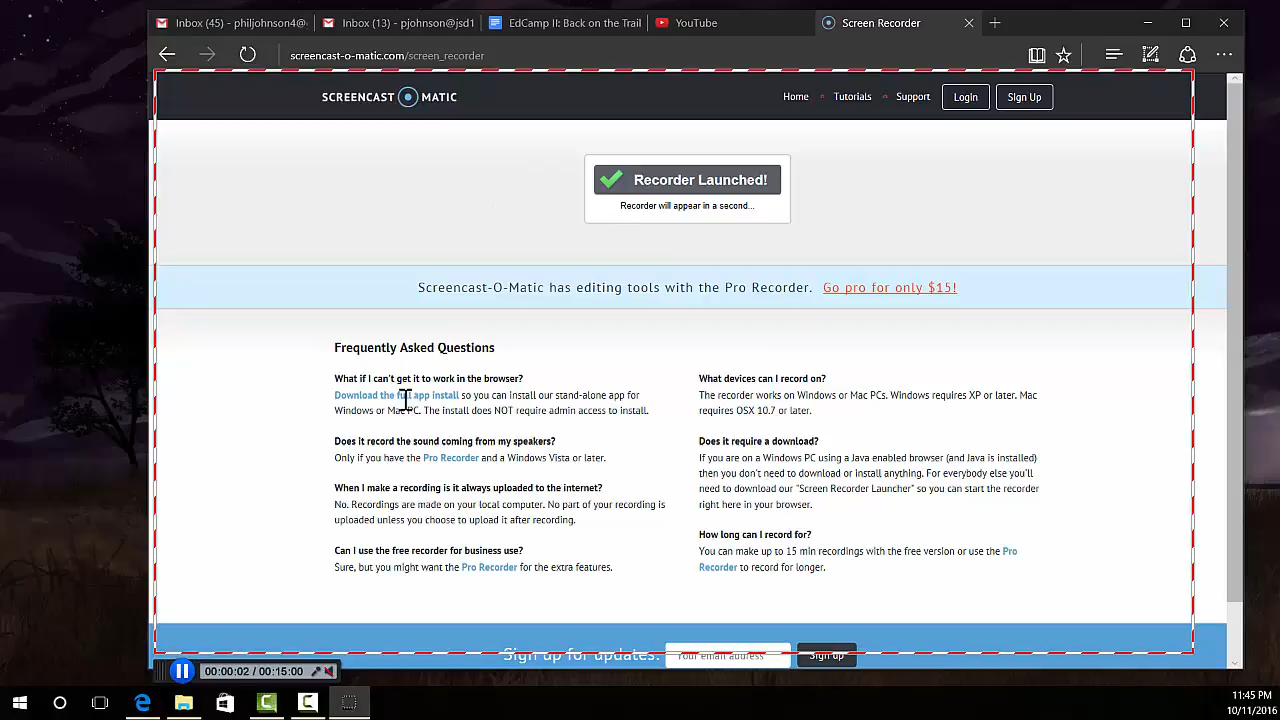 Inbox (45) - philjohnson4@
Inbox (13) - pjohnson@jsd1
EdCamp II: Back on the Trail
YouTube
Screen Recorder
screencast-o-matic.com/screen_recorder
SCREENCAST MATIC
Home
Tutorials
Support
Login
Sign Up
Recorder Launched!
Recorder will appear in a second...
Screencast-O-Matic has editing tools with the Pro Recorder. Go pro for only $15!
Frequently Asked Questions
What if I can't get it to work in the browser?
Download the full app install so you can install our stand-alone app for
Windows or Mac PC. The install does NOT require admin access to install.
Does it record the sound coming from my speakers?
Only if you have the Pro Recorder and a Windows Vista or later.
When I make a recording is it always uploaded to the internet?
No. Recordings are made on your local computer. No part of your recording is
uploaded unless you choose to upload it after recording.
Can I use the free recorder for business use?
Sure, but you might want the Pro Recorder for the extra features.
What devices can I record on?
The recorder works on Windows or Mac PCs. Windows requires XP or later. Mac
requires OSX 10.7 or later.
Does it require a download?
If you are on a Windows PC using a Java enabled browser (and Java is installed)
then you don't need to download or install anything. For everybody else you'll
need to download our "Screen Recorder Launcher" so you can start the recorder
right here in your browser.
How long can I record for?
You can make up to 15 min recordings with the free version or use the Pro
Recorder to record for longer.
Sign up for updates.
Your email address
Sign up
00:00:02 / 00:15:00
11:45 PM
10/11/2016